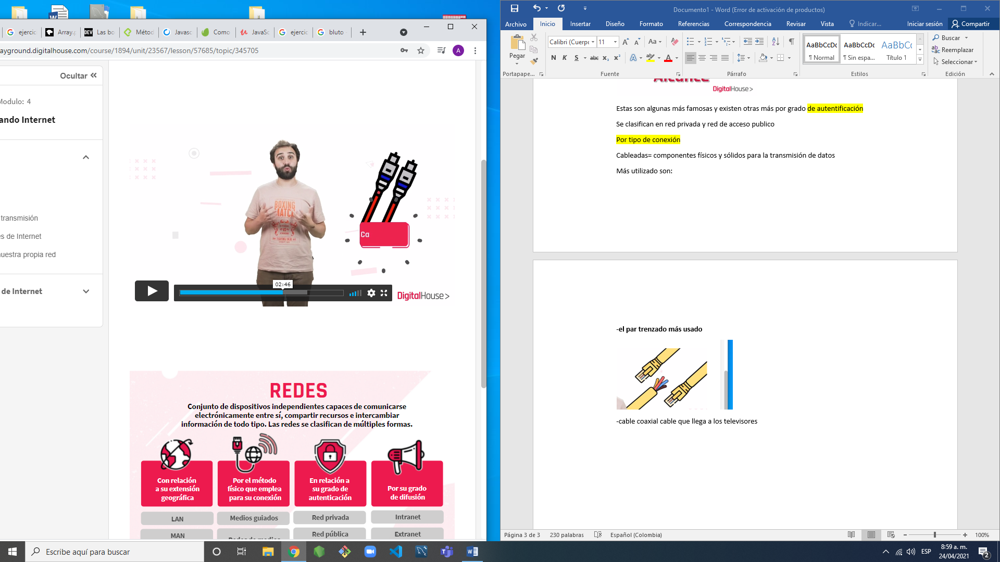 ejercic
Array.p
DEV
Las bo
Métod
Javasc
Como
JavaSc
ejercic
bluto -
ayground.digitalhouse.com/course/1894/unit/23567/lesson/57685/topic/345705
A
Ocultar
Modulo: 4
ando Internet
transmisión
es de Internet
nuestra propia red
de Internet
BOXING
MATCH
Ca
02:46
DigitalHouse>
REDES
Conjunto de dispositivos independientes capaces de comunicarse
electrónicamente entre sí, compartir recursos e intercambiar
información de todo tipo. Las redes se clasifican de múltiples formas.
Con relación
a su extensión
geográfica
Por el método
físico que emplea
para su conexión
En relación a
su grado de
autenticación
Por su grado
de difusión
LAN
Medios guiados
Red privada
Intranet
MAN
Redes de medios
Red pública
Extranet
Documento1 - Word (Error de activación de productos)
Archivo Inicio Insertar Diseño Formato Referencias Correspondencia Revisar Vista Indicar... Iniciar sesión Compartir
Pegar
Portapape...
Calibri (Cuerpo 11
Aa
N K S abc x₂ x²
Fuente
Párrafo
AaBbCcDc AaBbCcDc AaBbCc
¶ Normal ¶ Sin espa... Título 1
Estilos
Buscar
Reemplazar
Seleccionar
Edición
Alcance
DigitalHouse>
Estas son algunas más famosas y existen otras más por grado de autentificación
Se clasifican en red privada y red de acceso publico
Por tipo de conexión
Cableadas= componentes físicos y sólidos para la transmisión de datos
Más utilizado son:
-el par trenzado más usado
-cable coaxial cable que llega a los televisores
Página 3 de 3 230 palabras Español (Colombia) 100%
Escribe aquí para buscar
ESP
8:59 a. m.
24/04/2021
2